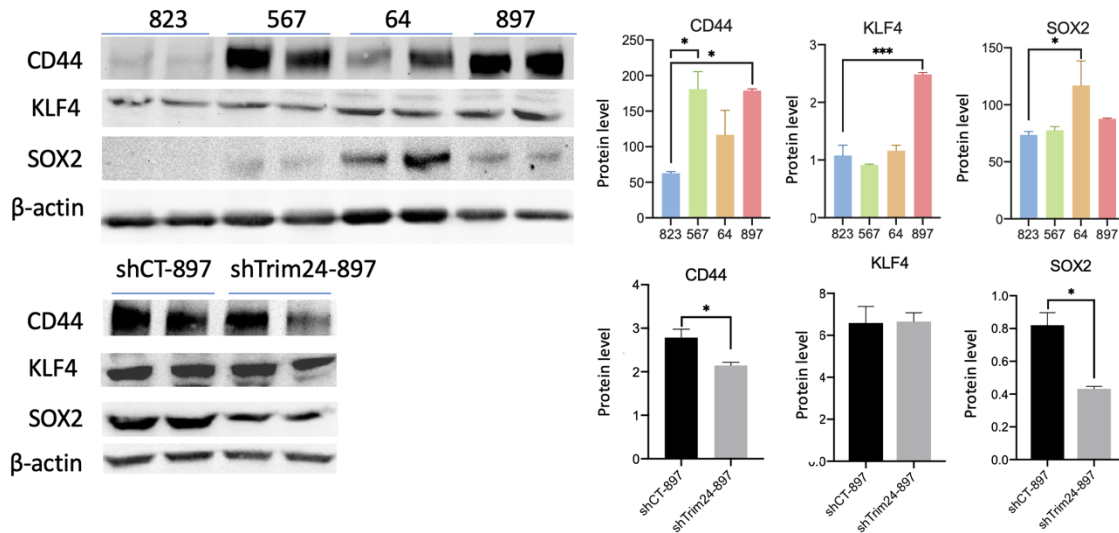 823 567 64 897
CD44
KLF4
SOX2
β-actin
shCT-897 shTrim24-897
CD44
KLF4
SOX2
β-actin
CD44
Protein level
250
200
150
100
50
0
* *
823 567 64 897
KLF4
Protein level
4
3
2
1
0
***
823 567 64 897
SOX2
Protein level
150
100
50
0
*
823 567 64 897
CD44
Protein level
4
3
2
1
0
*
shCT-897
shTrim24-897
KLF4
Protein level
8
6
4
2
0.0
shCT-897
shTrim24-897
SOX2
Protein level
1.0
0.8
0.6
0.4
0.2
0.0
*
shCT-897
shTrim24-897